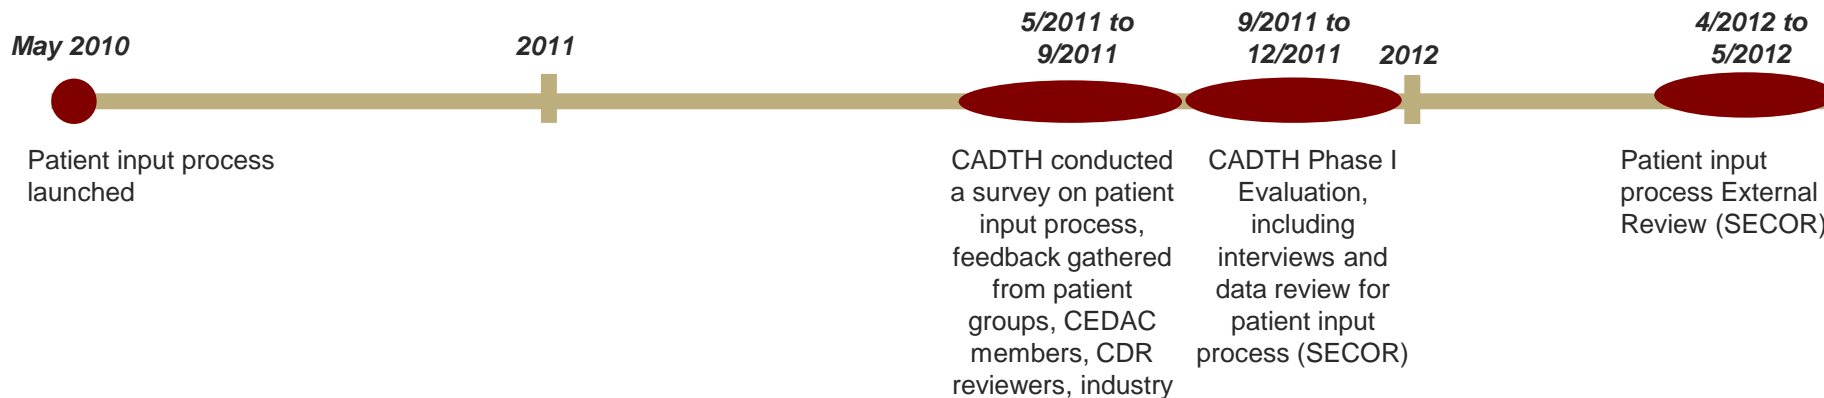 May 2010
2011
5/2011 to
9/2011
9/2011 to
12/2011
2012
4/2012 to
5/2012
Patient input process
launched
CADTH conducted
a survey on patient
input process,
feedback gathered
from patient
groups, CEDAC
members, CDR
reviewers, industry
CADTH Phase I
Evaluation,
including
interviews and
data review for
patient input
process (SECOR)
Patient input
process External
Review (SECOR)